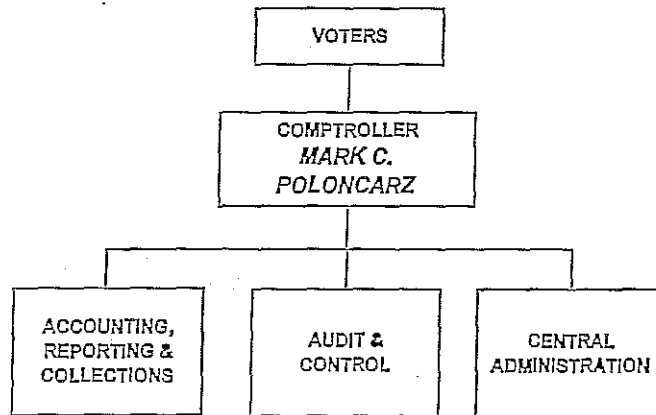 VOTERS
COMPTROLLER
MARK C.
POLONCARZ
ACCOUNTING,
REPORTING &
COLLECTIONS
AUDIT &
CONTROL
CENTRAL
ADMINISTRATION